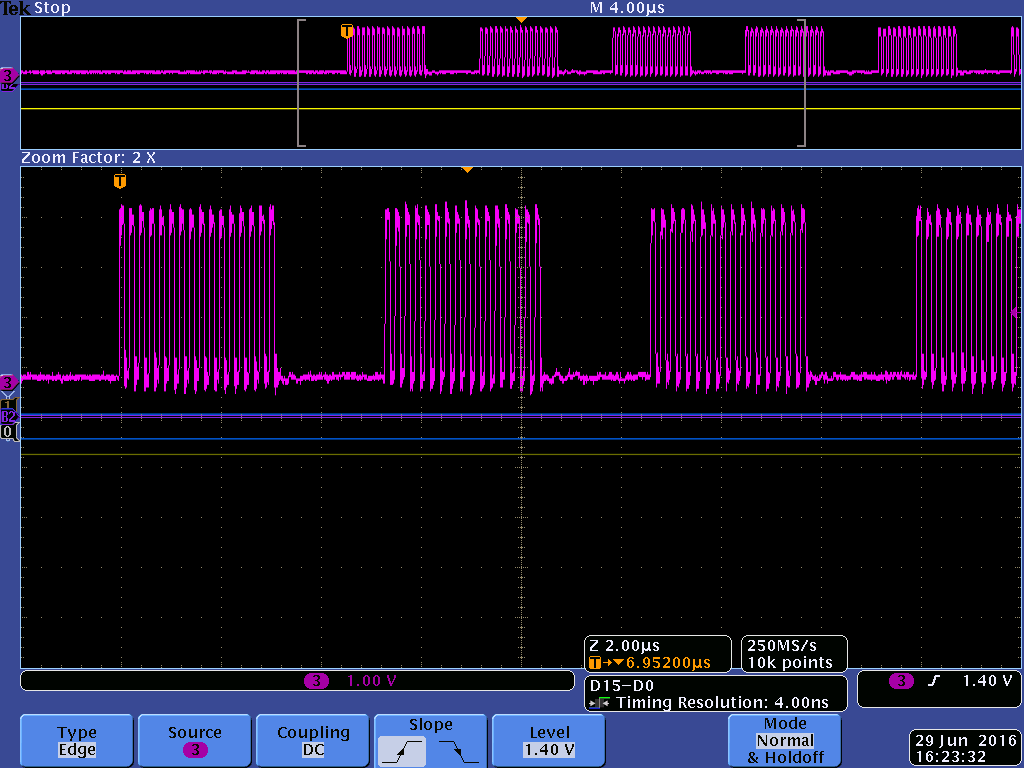 Tek Stop M 4.00µs
T
3
B2
Zoom Factor: 2 X
T
3
1
B2
0
Z 2.00µs
T→▼6.95200µs
250MS/s
10k points
3 1.00 V
D15-D0
Timing Resolution: 4.00ns
3 1.40 V
Type
Edge
Source
3
Coupling
DC
Slope
Level
1.40 V
Mode
Normal
& Holdoff
29 Jun 2016
16:23:32